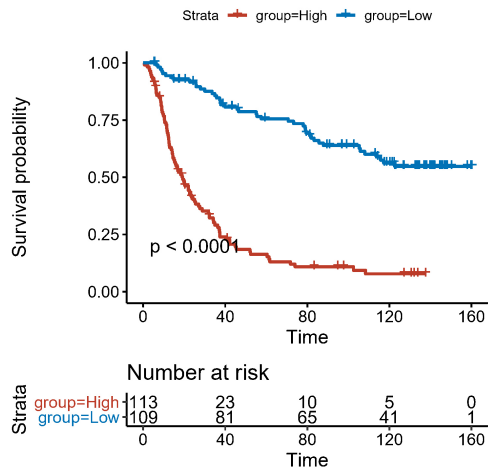 Strata group=High group=Low
1.00
0.75
0.50
0.25
0.00
Survival probability
p < 0.0001
0 40 80 120 160
Time
Number at risk
Strata
group=High 113 23 10 5 0
group=Low 109 81 65 41 1
0 40 80 120 160
Time